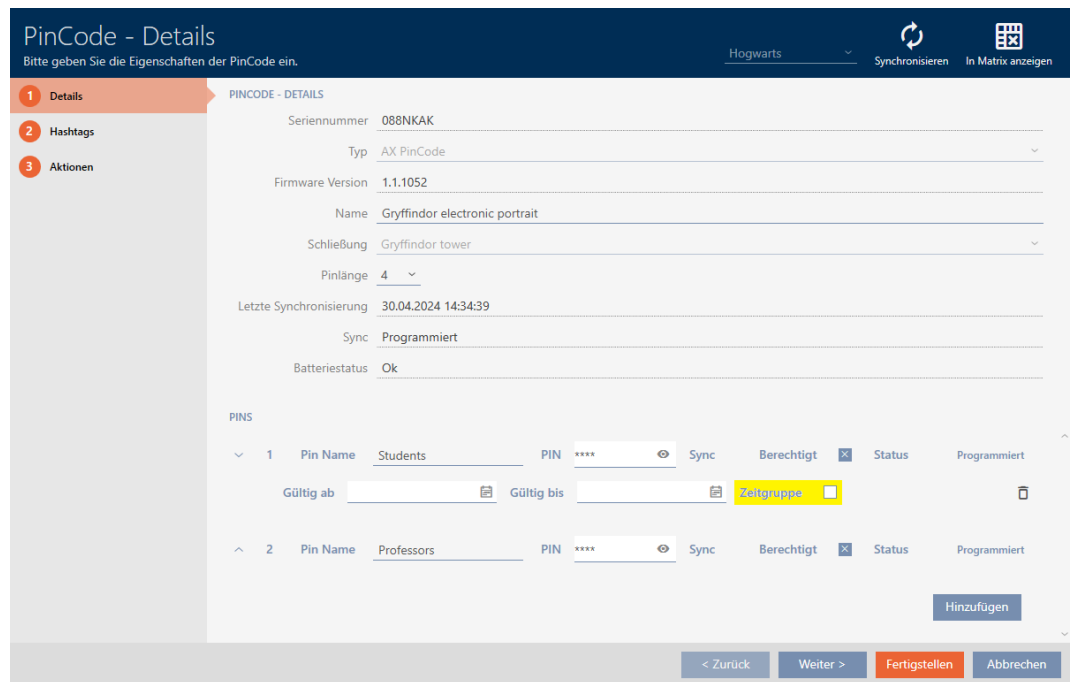 PinCode - Details
Bitte geben Sie die Eigenschaften der PinCode ein.
Hogwarts
Synchronisieren
In Matrix anzeigen
1 Details
2 Hashtags
3 Aktionen
PINCODE - DETAILS
Seriennummer 088NKAK
Typ AX PinCode
Firmware Version 1.1.1052
Name Gryffindor electronic portrait
Schließung Gryffindor tower
Pinlänge 4
Letzte Synchronisierung 30.04.2024 14:34:39
Sync Programmiert
Batteriestatus Ok
PINS
1 Pin Name Students PIN **** Sync Berechtigt Status Programmiert
Gültig ab Gültig bis Zeitgruppe
2 Pin Name Professors PIN **** Sync Berechtigt Status Programmiert
Hinzufügen
< Zurück Weiter > Fertigstellen Abbrechen